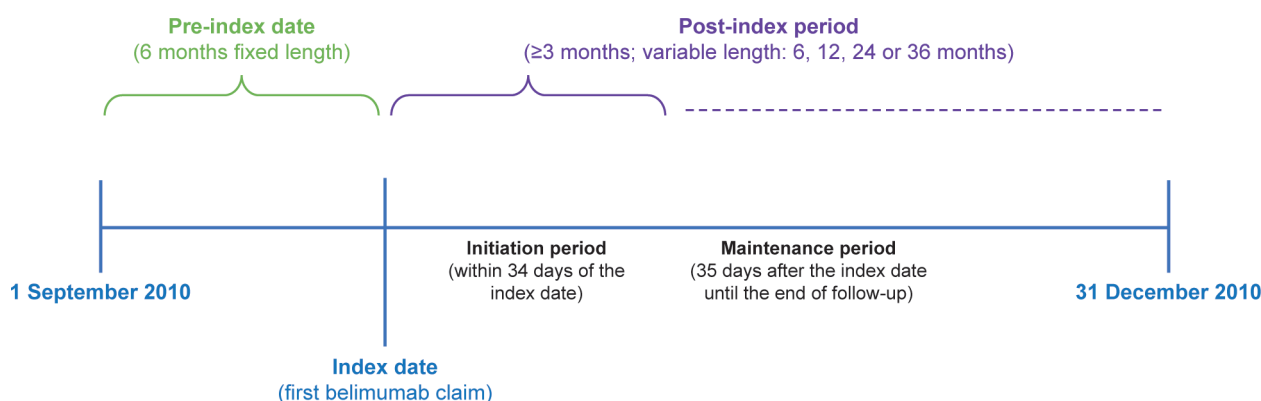 Pre-index date
(6 months fixed length)
Post-index period
(≥3 months; variable length: 6, 12, 24 or 36 months)
Initiation period
(within 34 days of the
index date)
Maintenance period
(35 days after the index date
until the end of follow-up)
1 September 2010
31 December 2010
Index date
(first belimumab claim)